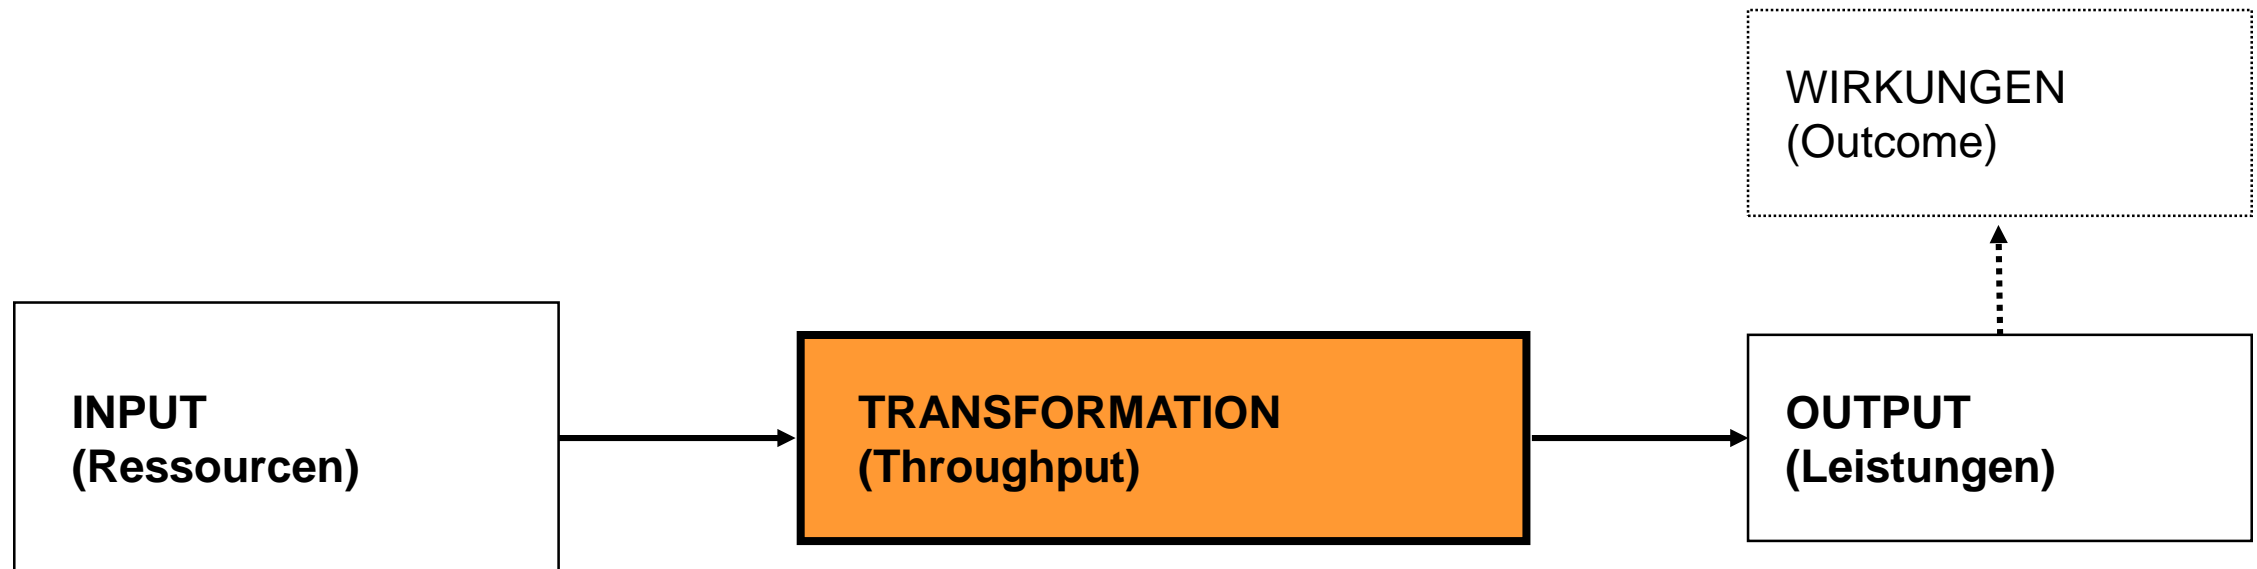 WIRKUNGEN
(Outcome)
INPUT
(Ressourcen)
TRANSFORMATION
(Throughput)
OUTPUT
(Leistungen)